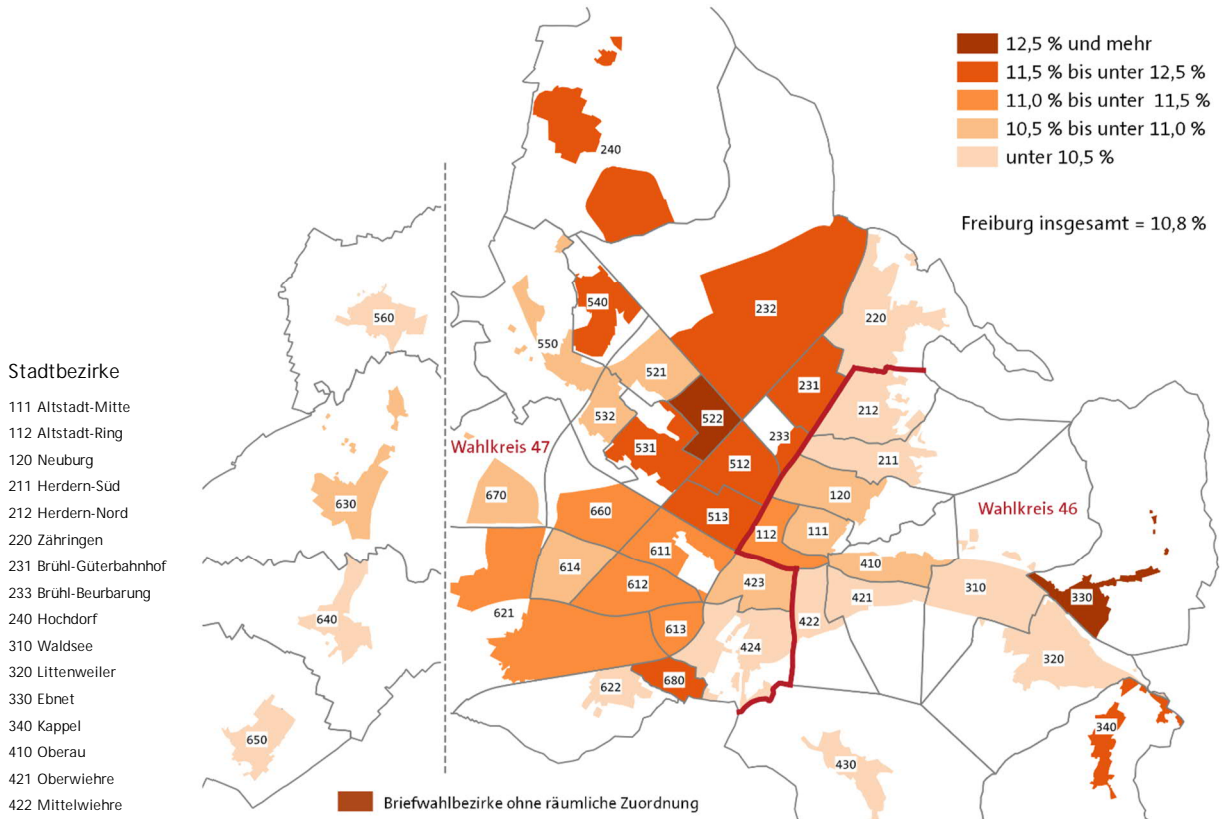 12,5 % und mehr
11,5 % bis unter 12,5 %
11,0 % bis unter 11,5 %
10,5 % bis unter 11,0 %
unter 10,5 %
Freiburg insgesamt = 10,8 %
Stadtbezirke
111 Altstadt-Mitte
112 Altstadt-Ring
120 Neuburg
211 Herdern-Süd
212 Herdern-Nord
220 Zähringen
231 Brühl-Güterbahnhof
233 Brühl-Beurbarung
240 Hochdorf
310 Waldsee
320 Littenweiler
330 Ebnet
340 Kappel
410 Oberau
421 Oberwiehre
422 Mittelwiehre
240
560
540
232
220
550
521
231
212
532
522
233
Wahlkreis 47
531
512
211
670
630
120
660
513
112
111
Wahlkreis 46
611
614
612
423
410
421
310
330
621
640
613
422
424
320
622
680
650
340
430
Briefwahlbezirke ohne räumliche Zuordnung